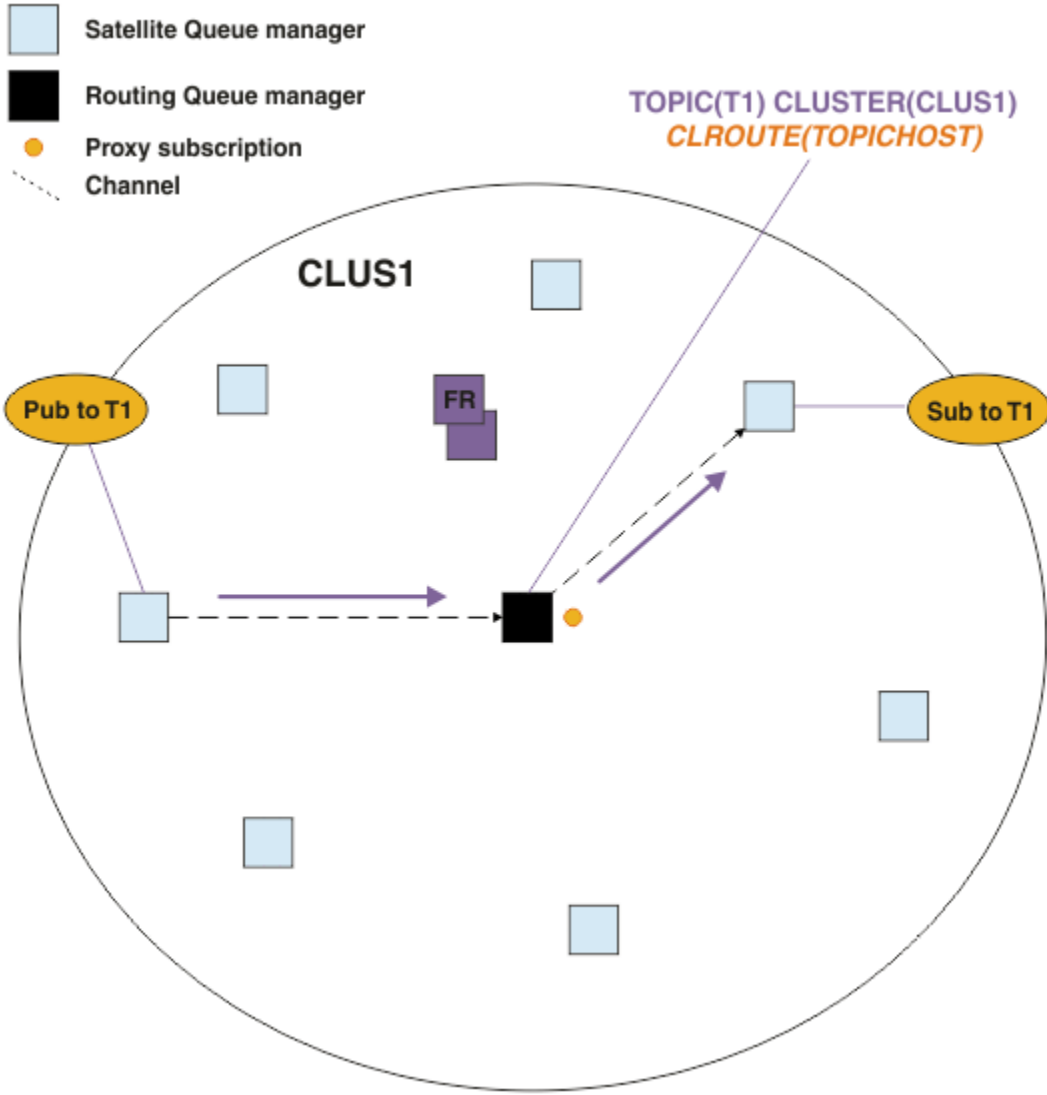 Satellite Queue manager
Routing Queue manager
Proxy subscription
Channel
TOPIC(T1) CLUSTER(CLUS1)
CLROUTE(TOPICHOST)
CLUS1
FR
Pub to T1
Sub to T1